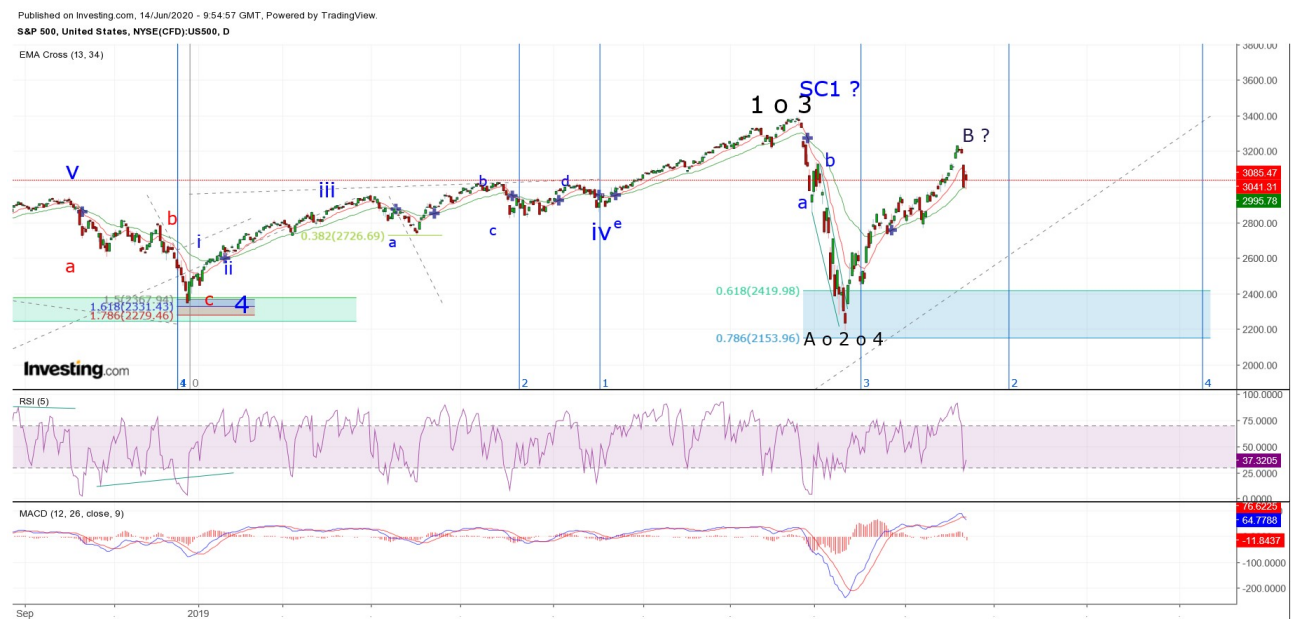 Published on Investing.com, 14/Jun/2020 - 9:54:57 GMT, Powered by TradingView.
S&P 500, United States, NYSE(CFD):US500, D
EMA Cross (13, 34)
3800.00
3600.00
SC1 ?
1 o 3
3400.00
B ?
3200.00
v
b
iii
b
d
3085.47
3041.31
a
2995.78
b
i
0.382(2726.69)
a
c
iv
e
2800.00
a
ii
2600.00
1.5(2367.94)
c
4
0.618(2419.98)
2400.00
1.618(2331.43)
1.786(2279.46)
2200.00
0.786(2153.96)
A o 2 o 4
Investing.com
2000.00
4
0
2
1
3
2
4
RSI (5)
100.0000
75.0000
50.0000
37.3205
25.0000
0.0000
MACD (12, 26, close, 9)
76.6225
64.7788
-11.8437
-100.0000
-200.0000
Sep
2019